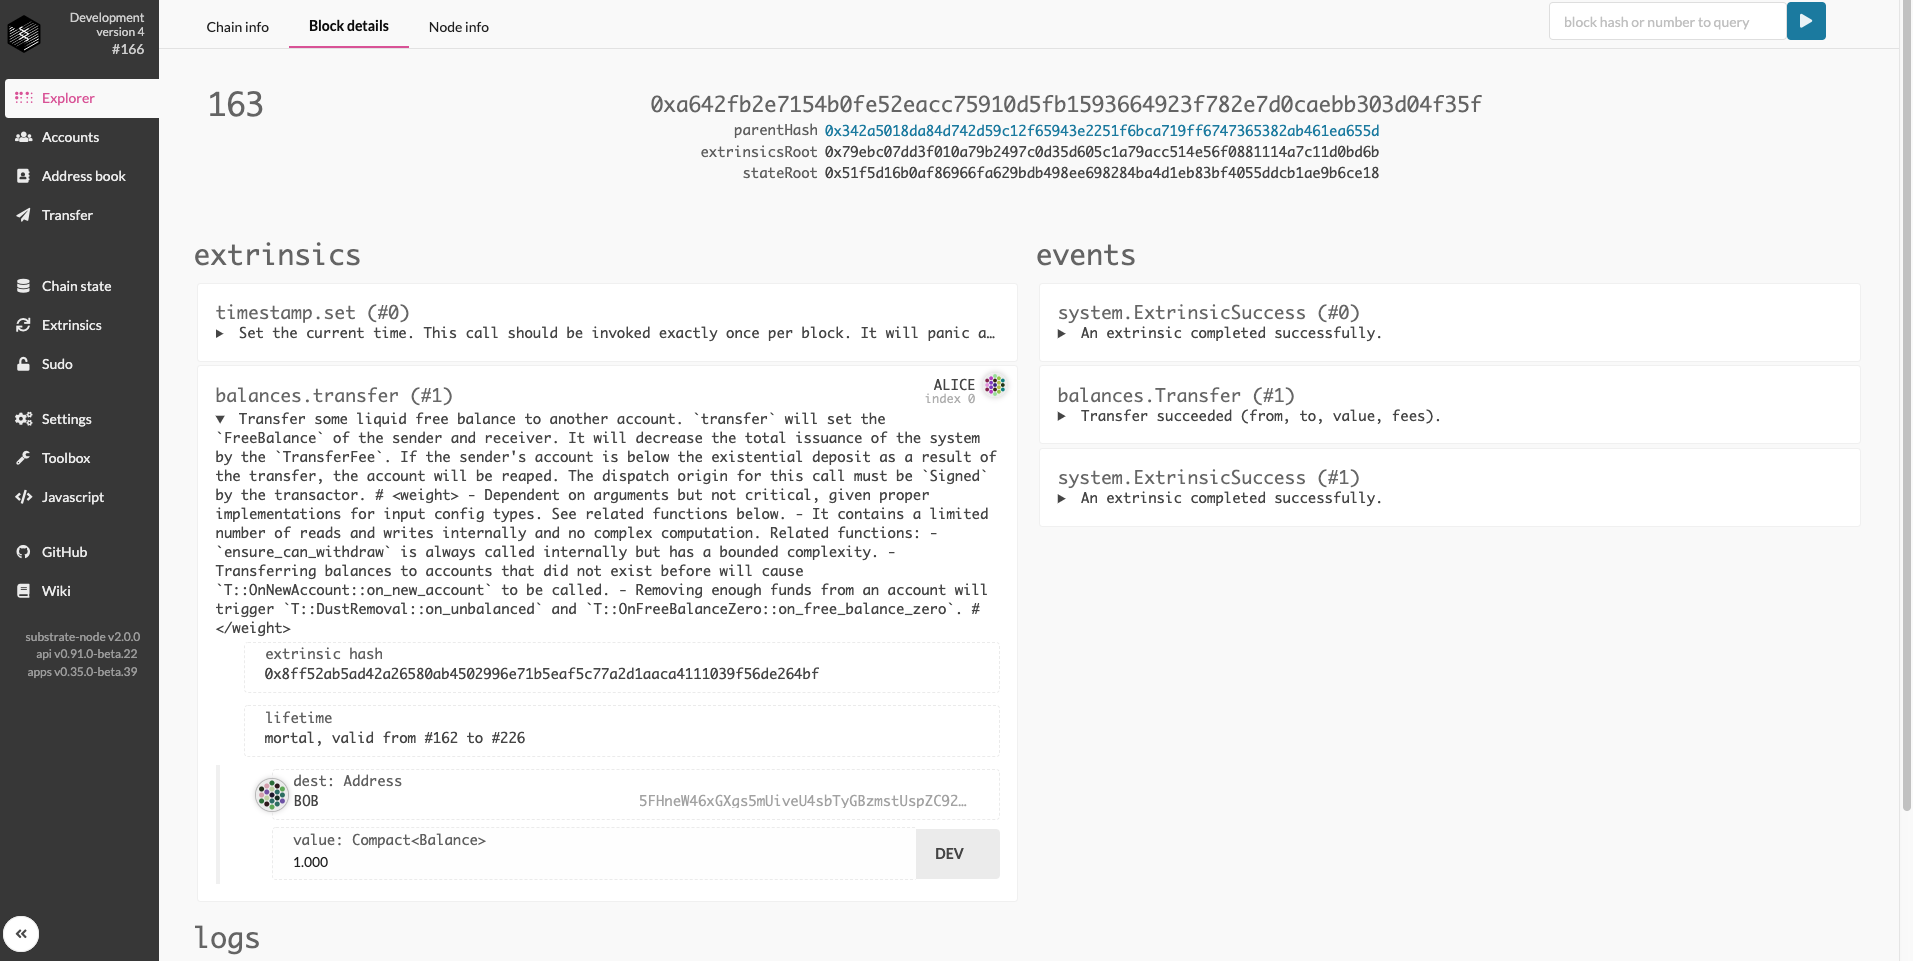 Development
version 4
#166
Explorer
Accounts
Address book
Transfer
Chain state
Extrinsics
Sudo
Settings
Toolbox
Javascript
GitHub
Wiki
substrate-node v2.0.0
api v0.91.0-beta.22
apps v0.35.0-beta.39
Chain info
Block details
Node info
block hash or number to query
163
0xa642fb2e7154b0fe52eacc75910d5fb1593664923f782e7d0caebb303d04f35f
parentHash 0x342a5018da84d742d59c12f65943e2251f6bca719ff6747365382ab461ea655d
extrinsicsRoot 0x79ebc07dd3f010a79b2497c0d35d605c1a79acc514e56f0881114a7c11d0bd6b
stateRoot 0x51f5d16b0af86966fa629bdb498ee698284ba4d1eb83bf4055ddcb1ae9b6ce18
extrinsics
timestamp.set (#0)
▶ Set the current time. This call should be invoked exactly once per block. It will panic a…
balances.transfer (#1)
ALICE
index 0
▼ Transfer some liquid free balance to another account. `transfer` will set the
`FreeBalance` of the sender and receiver. It will decrease the total issuance of the system
by the `TransferFee`. If the sender's account is below the existential deposit as a result of
the transfer, the account will be reaped. The dispatch origin for this call must be `Signed`
by the transactor. # <weight> - Dependent on arguments but not critical, given proper
implementations for input config types. See related functions below. - It contains a limited
number of reads and writes internally and no complex computation. Related functions: -
`ensure_can_withdraw` is always called internally but has a bounded complexity. -
Transferring balances to accounts that did not exist before will cause
`T::OnNewAccount::on_new_account` to be called. - Removing enough funds from an account will
trigger `T::DustRemoval::on_unbalanced` and `T::OnFreeBalanceZero::on_free_balance_zero`. #
</weight>
extrinsic hash
0x8ff52ab5ad42a26580ab4502996e71b5eaf5c77a2d1aaca4111039f56de264bf
lifetime
mortal, valid from #162 to #226
dest: Address
BOB 5FHneW46xGXgs5mUiveU4sbTyGBzmstUspZC92…
value: Compact<Balance>
1.000
DEV
events
system.ExtrinsicSuccess (#0)
▶ An extrinsic completed successfully.
balances.Transfer (#1)
▶ Transfer succeeded (from, to, value, fees).
system.ExtrinsicSuccess (#1)
▶ An extrinsic completed successfully.
logs